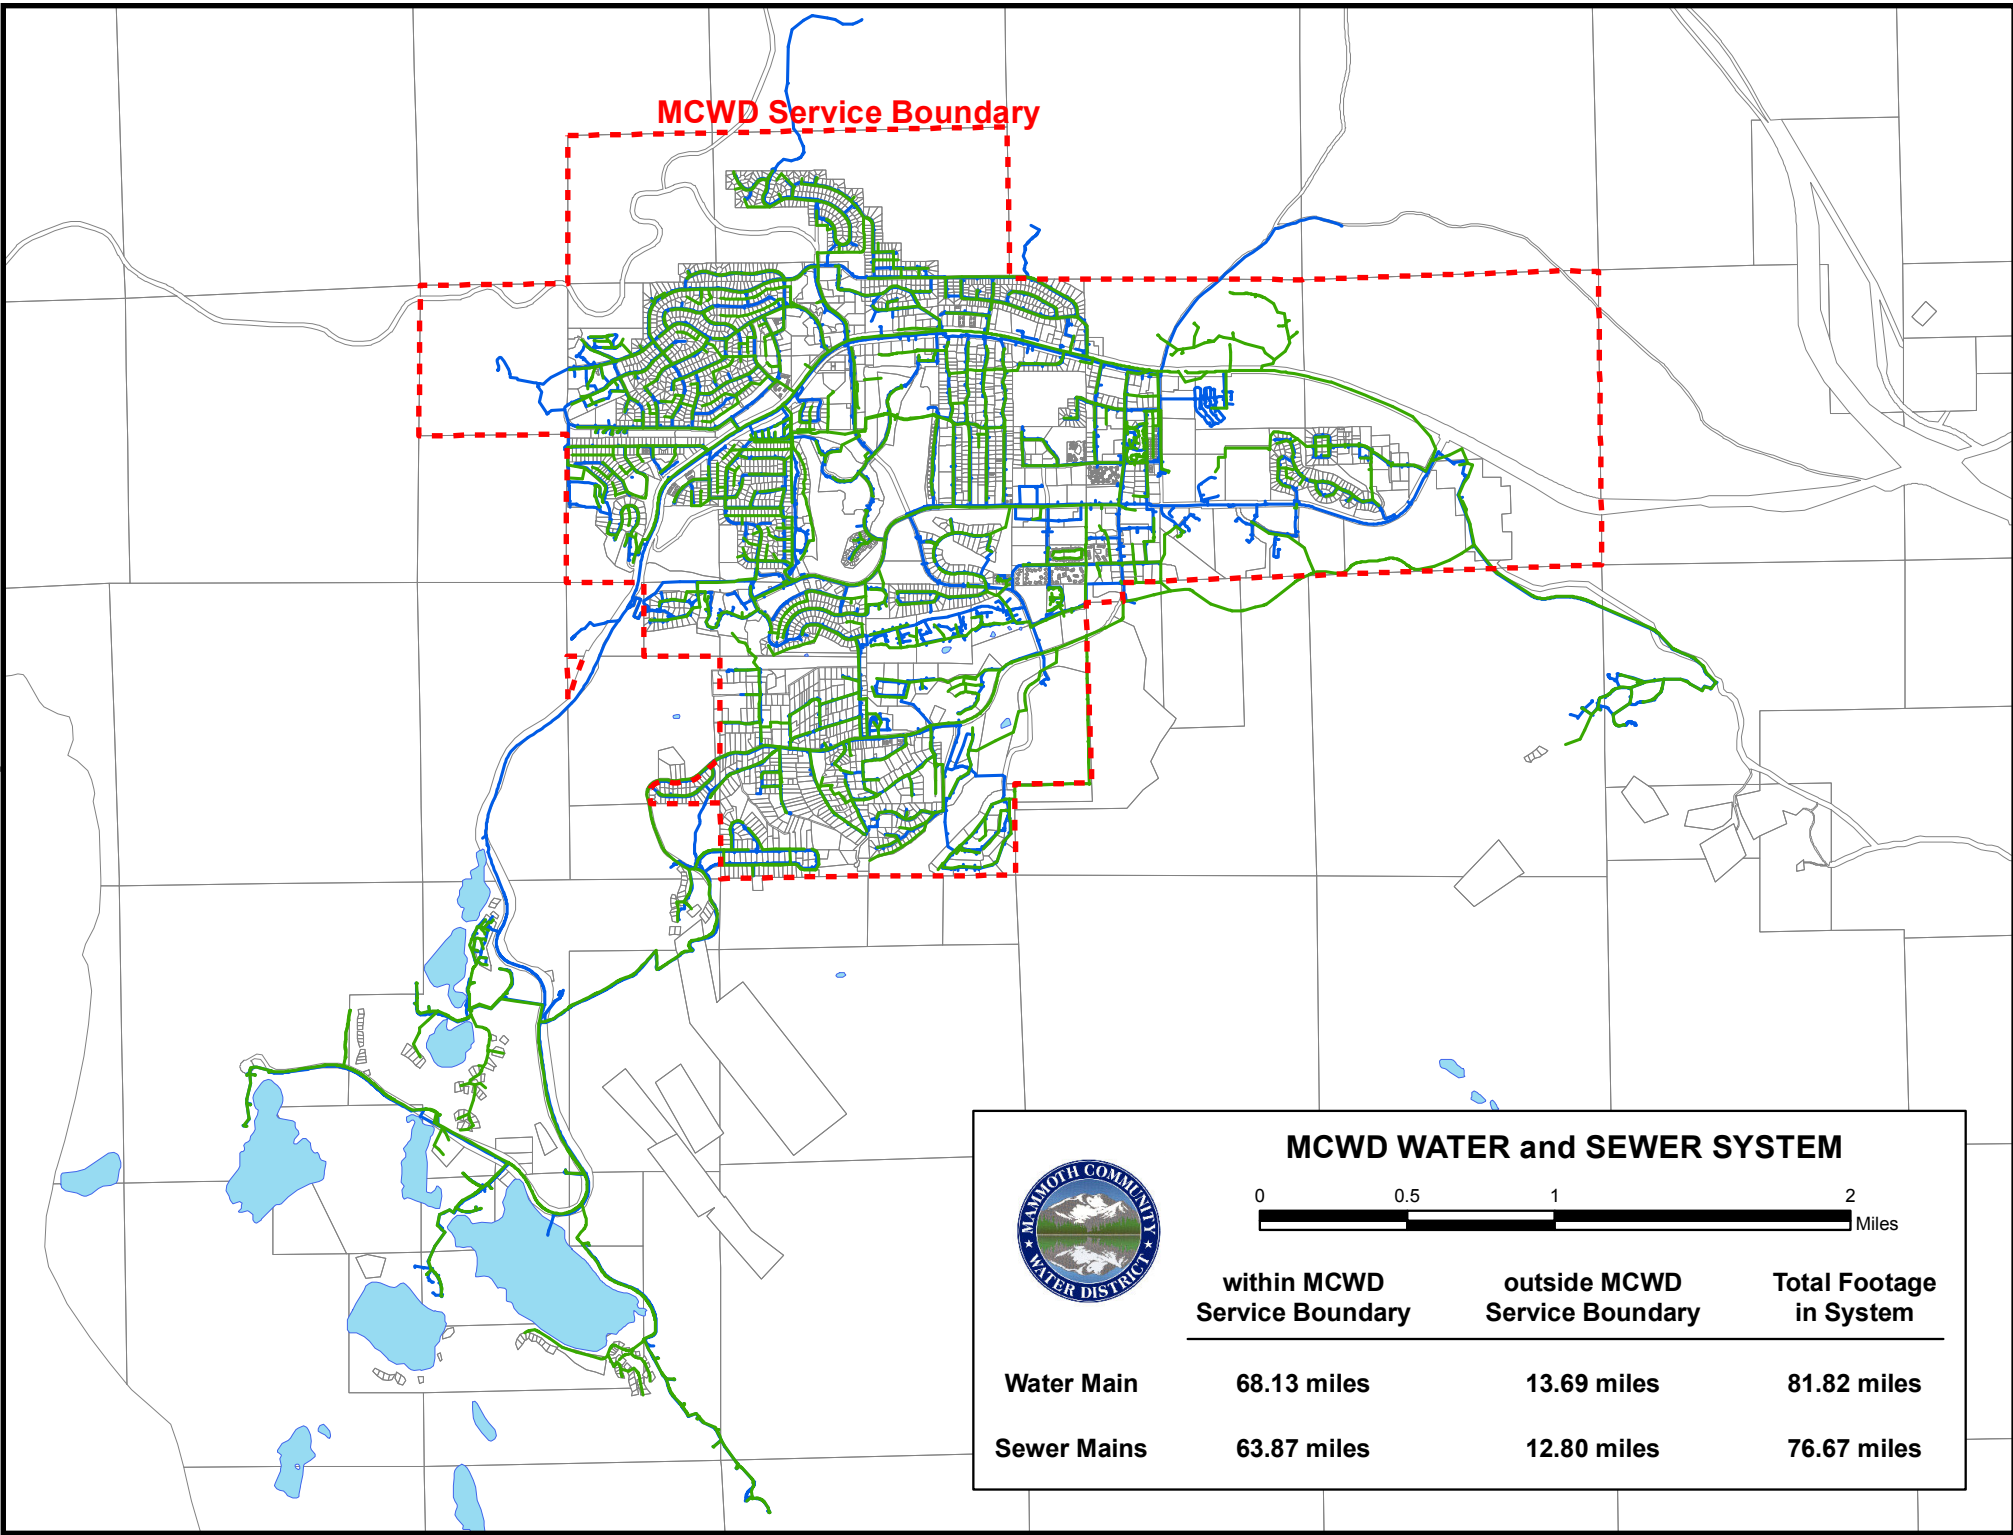 MCWD Service Boundary
MCWD WATER and SEWER SYSTEM
MAMMOTH COMMUNITY
WATER DISTRICT
0 0.5 1 2
Miles
within MCWD outside MCWD Total Footage
Service Boundary Service Boundary in System
Water Main 68.13 miles 13.69 miles 81.82 miles
Sewer Mains 63.87 miles 12.80 miles 76.67 miles